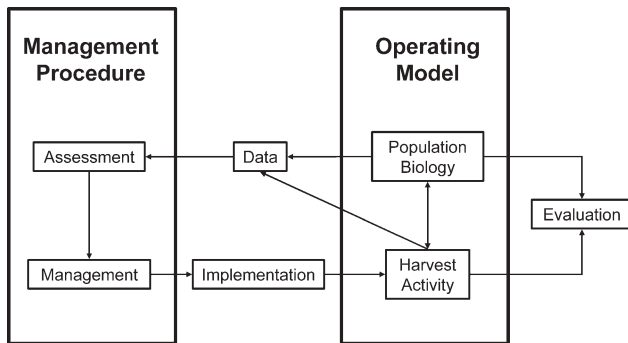 Management
Procedure
Operating
Model
Assessment
Data
Population
Biology
Evaluation
Management
Implementation
Harvest
Activity